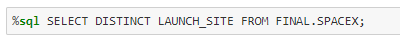 %sql SELECT DISTINCT LAUNCH_SITE FROM FINAL.SPACEX;